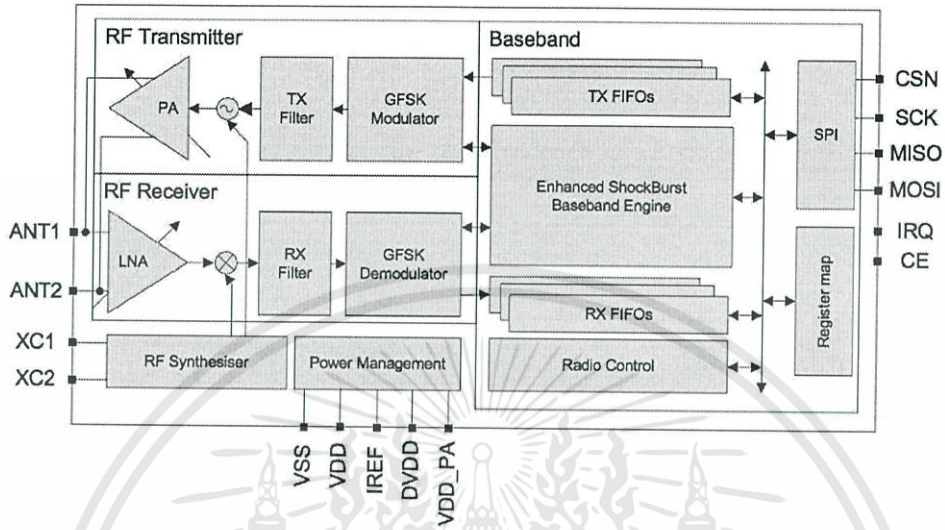 RF Transmitter
Baseband
PA
TX
Filter
GFSK
Modulator
TX FIFOs
SPI
CSN
SCK
MISO
MOSI
Enhanced ShockBurst
Baseband Engine
RF Receiver
ANT1
ANT2
LNA
RX
Filter
GFSK
Demodulator
RX FIFOs
Register map
IRQ
CE
XC1
XC2
RF Synthesiser
Power Management
Radio Control
VSS
VDD
IREF
DVDD
VDD_PA